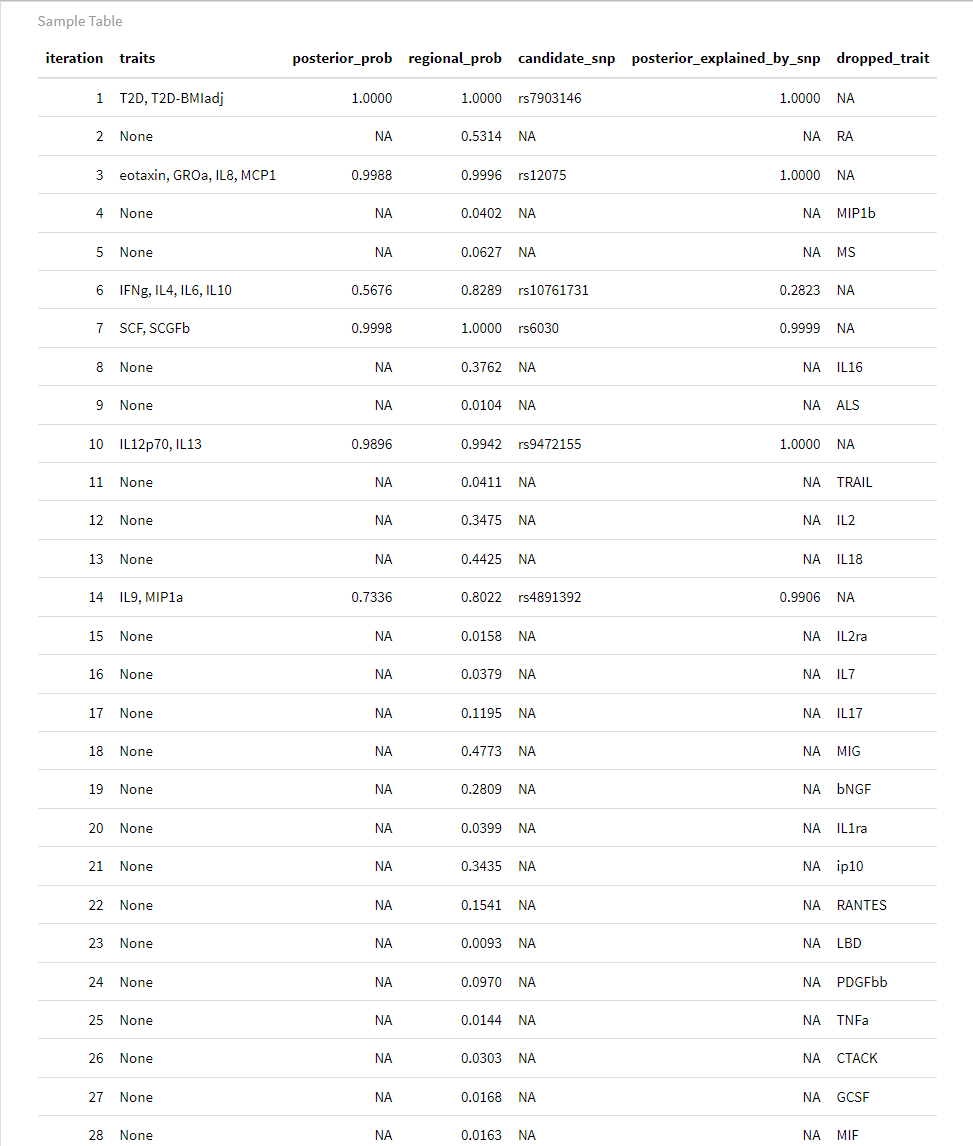 Sample Table
iteration traits posterior_prob regional_prob candidate_snp posterior_explained_by_snp dropped_trait
1 T2D, T2D-BMIadj 1.0000 1.0000 rs7903146 1.0000 NA
2 None NA 0.5314 NA NA RA
3 eotaxin, GROa, IL8, MCP1 0.9988 0.9996 rs12075 1.0000 NA
4 None NA 0.0402 NA NA MIP1b
5 None NA 0.0627 NA NA MS
6 IFNg, IL4, IL6, IL10 0.5676 0.8289 rs10761731 0.2823 NA
7 SCF, SCGFb 0.9998 1.0000 rs6030 0.9999 NA
8 None NA 0.3762 NA NA IL16
9 None NA 0.0104 NA NA ALS
10 IL12p70, IL13 0.9896 0.9942 rs9472155 1.0000 NA
11 None NA 0.0411 NA NA TRAIL
12 None NA 0.3475 NA NA IL2
13 None NA 0.4425 NA NA IL18
14 IL9, MIP1a 0.7336 0.8022 rs4891392 0.9906 NA
15 None NA 0.0158 NA NA IL2ra
16 None NA 0.0379 NA NA IL7
17 None NA 0.1195 NA NA IL17
18 None NA 0.4773 NA NA MIG
19 None NA 0.2809 NA NA bNGF
20 None NA 0.0399 NA NA IL1ra
21 None NA 0.3435 NA NA ip10
22 None NA 0.1541 NA NA RANTES
23 None NA 0.0093 NA NA LBD
24 None NA 0.0970 NA NA PDGFbb
25 None NA 0.0144 NA NA TNFa
26 None NA 0.0303 NA NA CTACK
27 None NA 0.0168 NA NA GCSF
28 None NA 0.0163 NA NA MIF